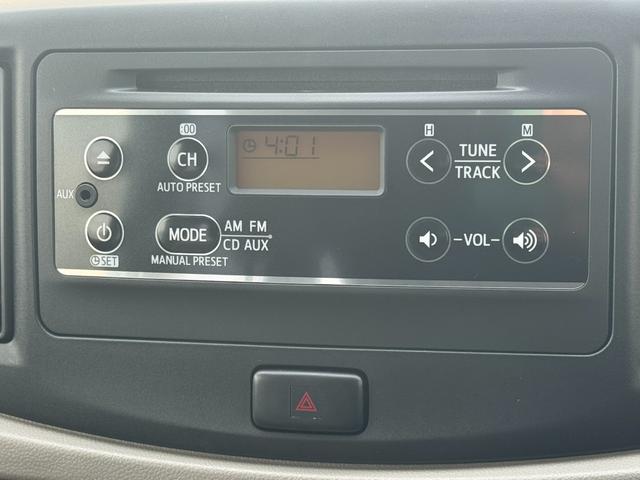 :00
H
M
4:01
CH
AUTO PRESET
TUNE
TRACK
AUX
MODE
AM FM
CD AUX
VOL
SET
MANUAL PRESET